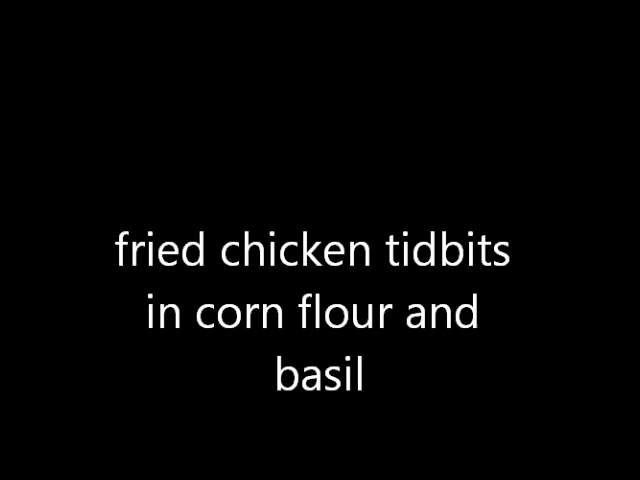 fried chicken tidbits
in corn flour and
basil